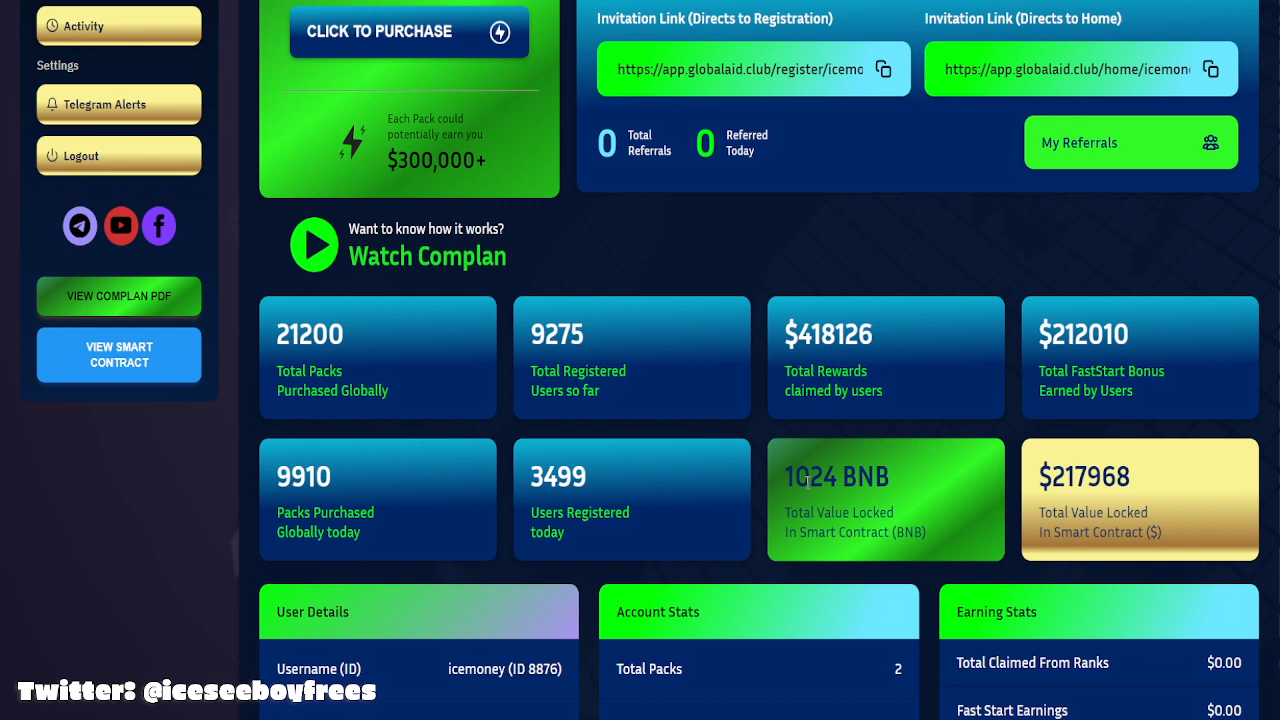 Activity
Settings
Telegram Alerts
Logout
VIEW COMPLAN PDF
VIEW SMART
CONTRACT
CLICK TO PURCHASE
Each Pack could
potentially earn you
$300,000+
Invitation Link (Directs to Registration)
https://app.globalaid.club/register/icemo
Invitation Link (Directs to Home)
https://app.globalaid.club/home/icemon
0 Total
Referrals
0 Referred
Today
My Referrals
Want to know how it works?
Watch Complan
21200
Total Packs
Purchased Globally
9275
Total Registered
Users so far
$418126
Total Rewards
claimed by users
$212010
Total FastStart Bonus
Earned by Users
9910
Packs Purchased
Globally today
3499
Users Registered
today
1024 BNB
Total Value Locked
In Smart Contract (BNB)
$217968
Total Value Locked
In Smart Contract ($)
User Details
Username (ID) icemoney (ID 8876)
Account Stats
Total Packs 2
Earning Stats
Total Claimed From Ranks $0.00
Fast Start Earnings $0.00
Twitter: @iceseeboyfrees